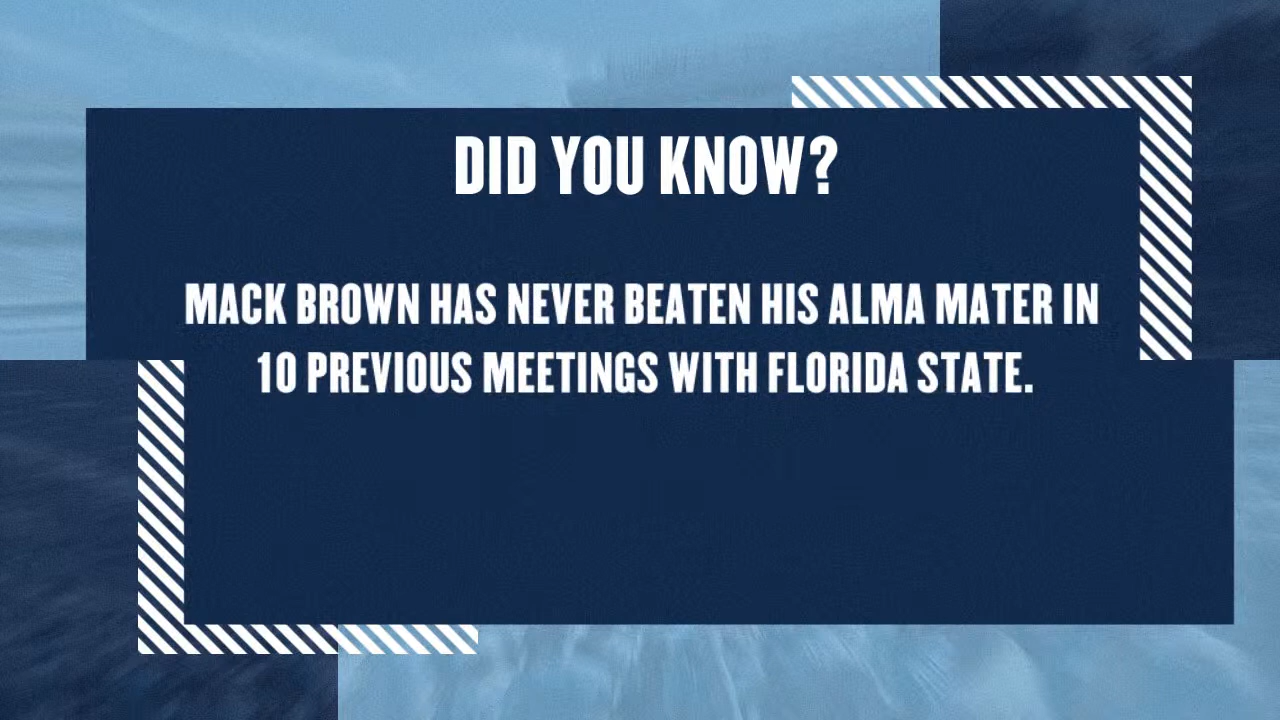 DID YOU KNOW?
MACK BROWN HAS NEVER BEATEN HIS ALMA MATER IN
10 PREVIOUS MEETINGS WITH FLORIDA STATE.